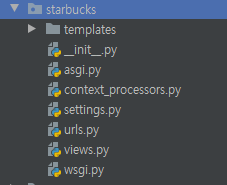 starbucks
templates
__init__.py
asgi.py
context_processors.py
settings.py
urls.py
views.py
wsgi.py